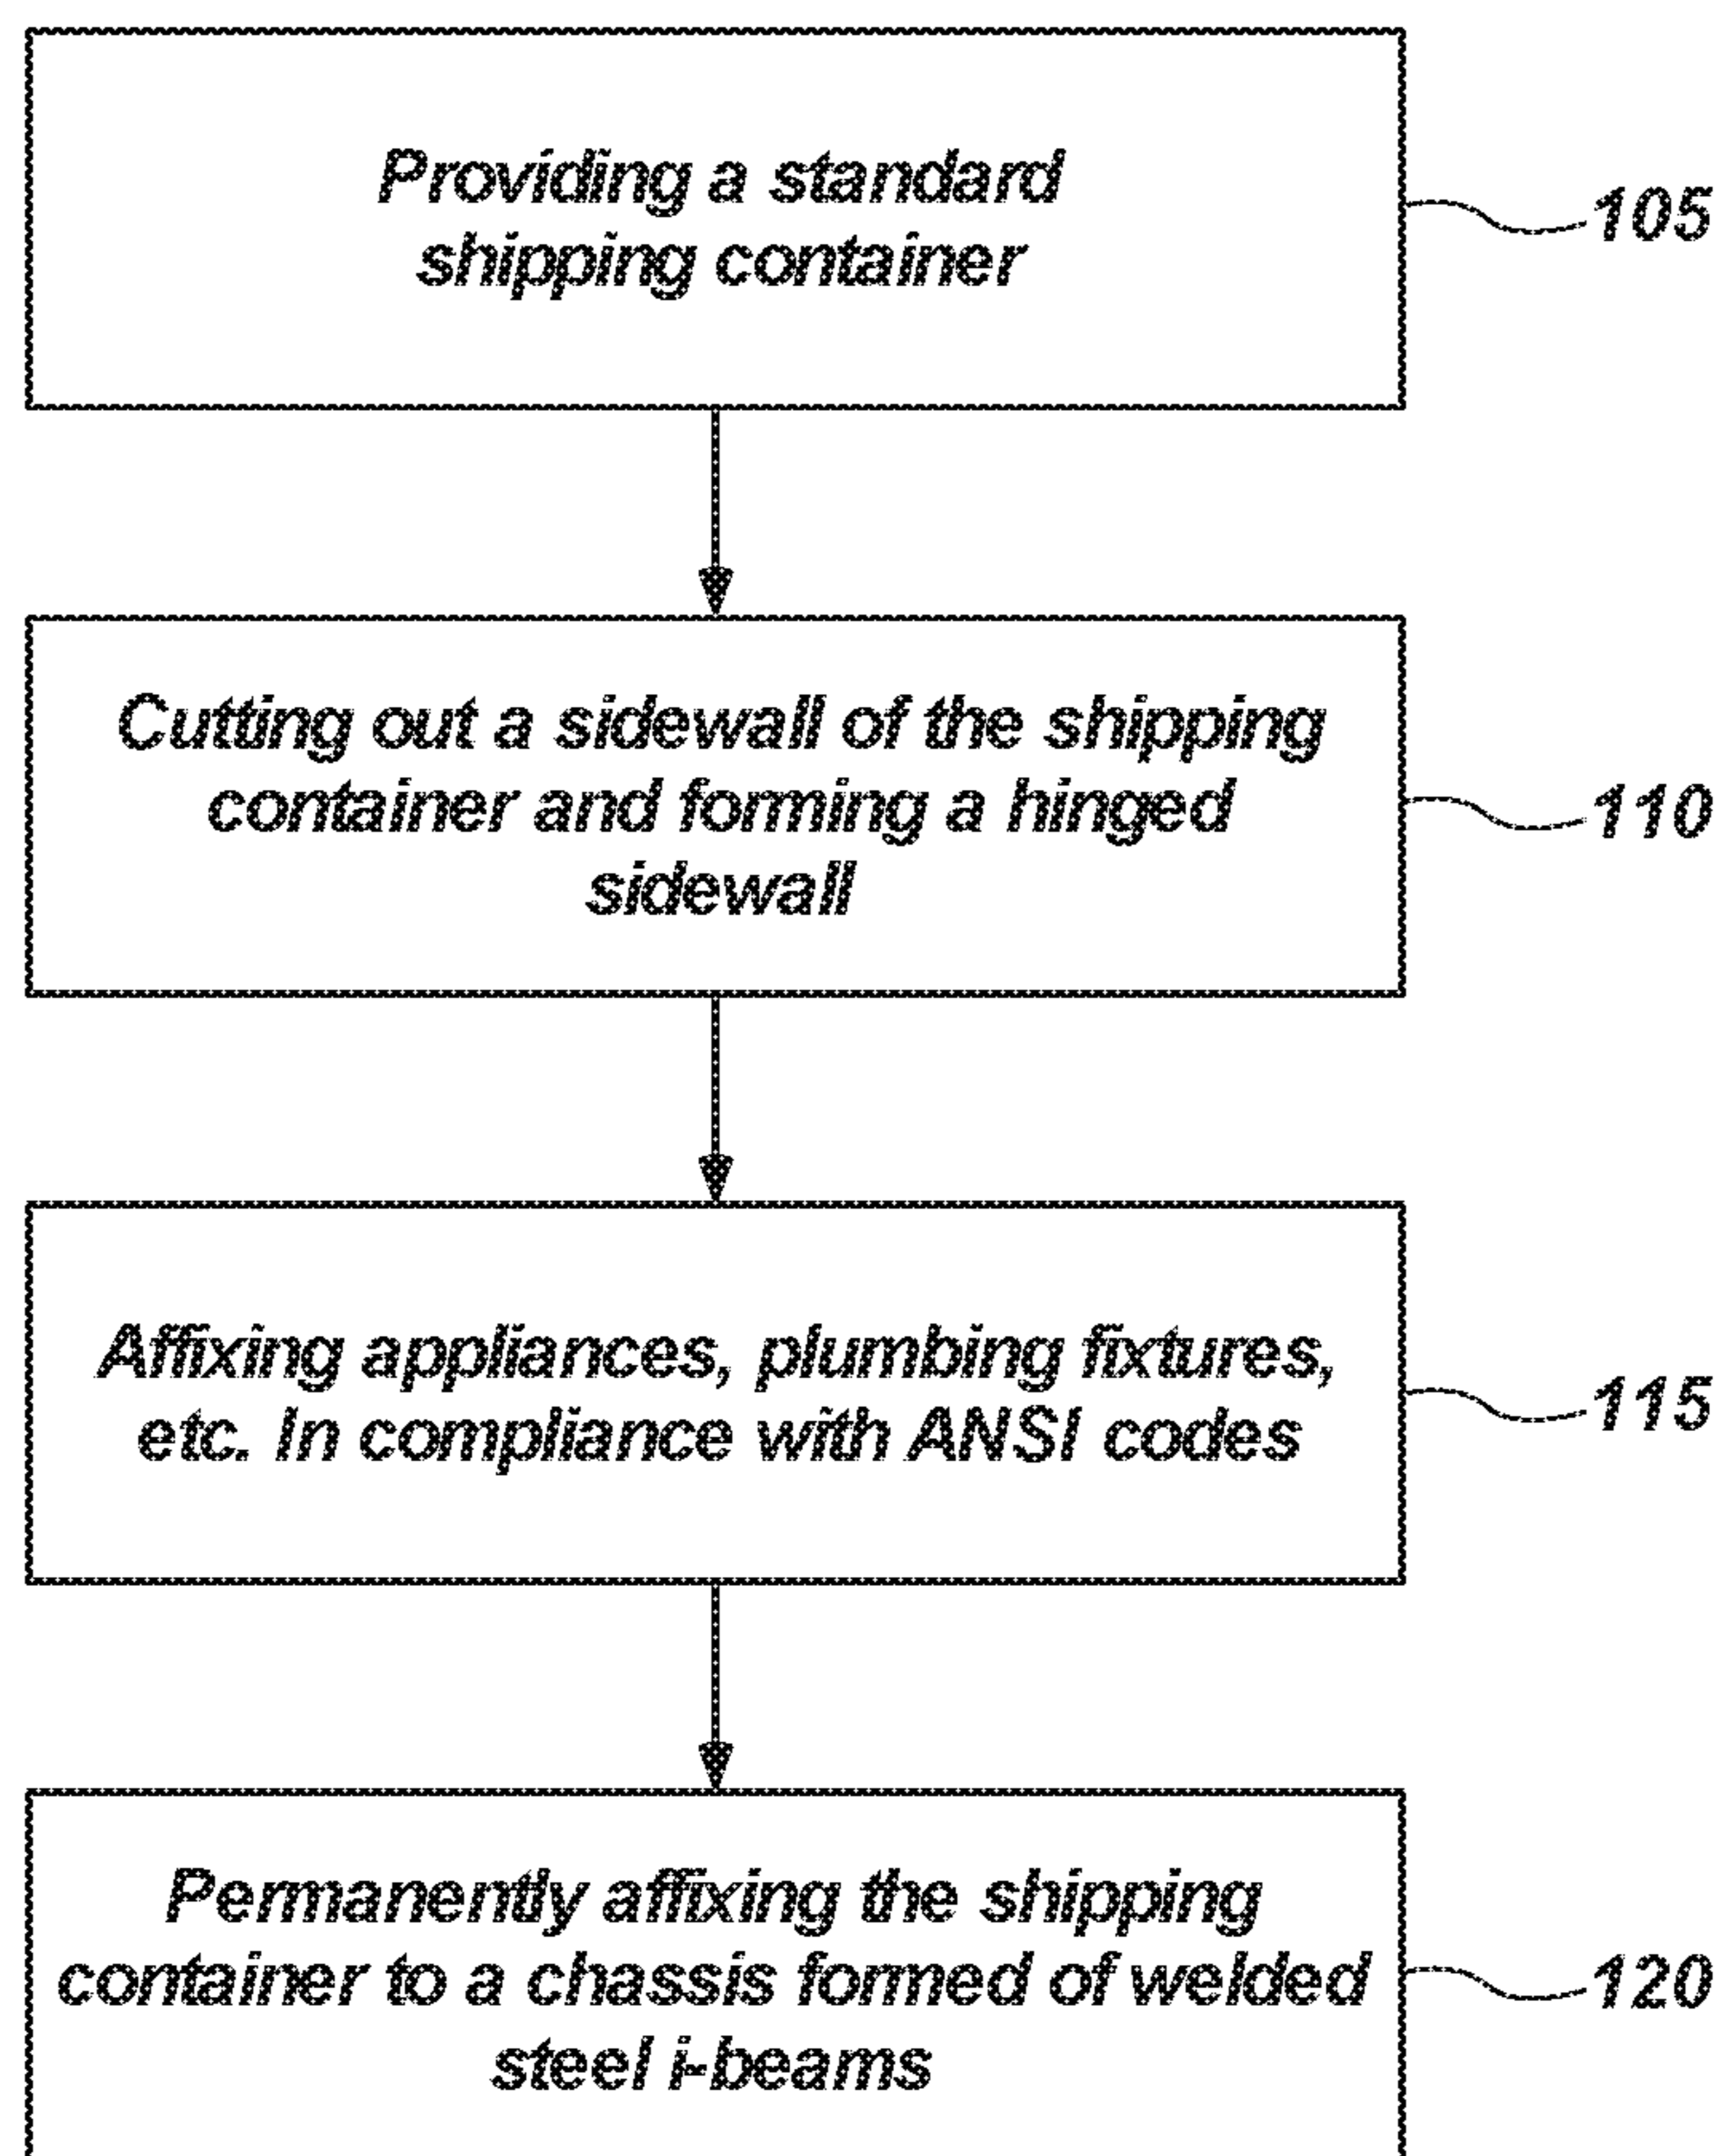 Providing a standard
shipping container
105
Cutting out a sidewall of the shipping
container and forming a hinged
sidewall
110
Affixing appliances, plumbing fixtures,
etc. In compliance with ANSI codes
115
Permanently affixing the shipping
container to a chassis formed of welded
steel i-beams
120